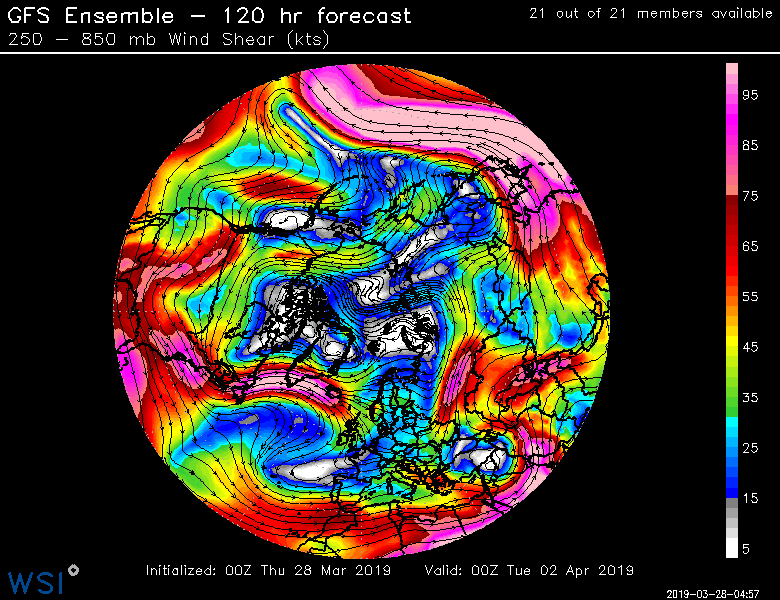 GFS Ensemble – 120 hr forecast
21 out of 21 members available
250 – 850 mb Wind Shear (kts)
95
85
75
65
55
45
35
25
15
5
WSI
Initialized: 00Z Thu 28 Mar 2019 Valid: 00Z Tue 02 Apr 2019
2019-03-28-04:57